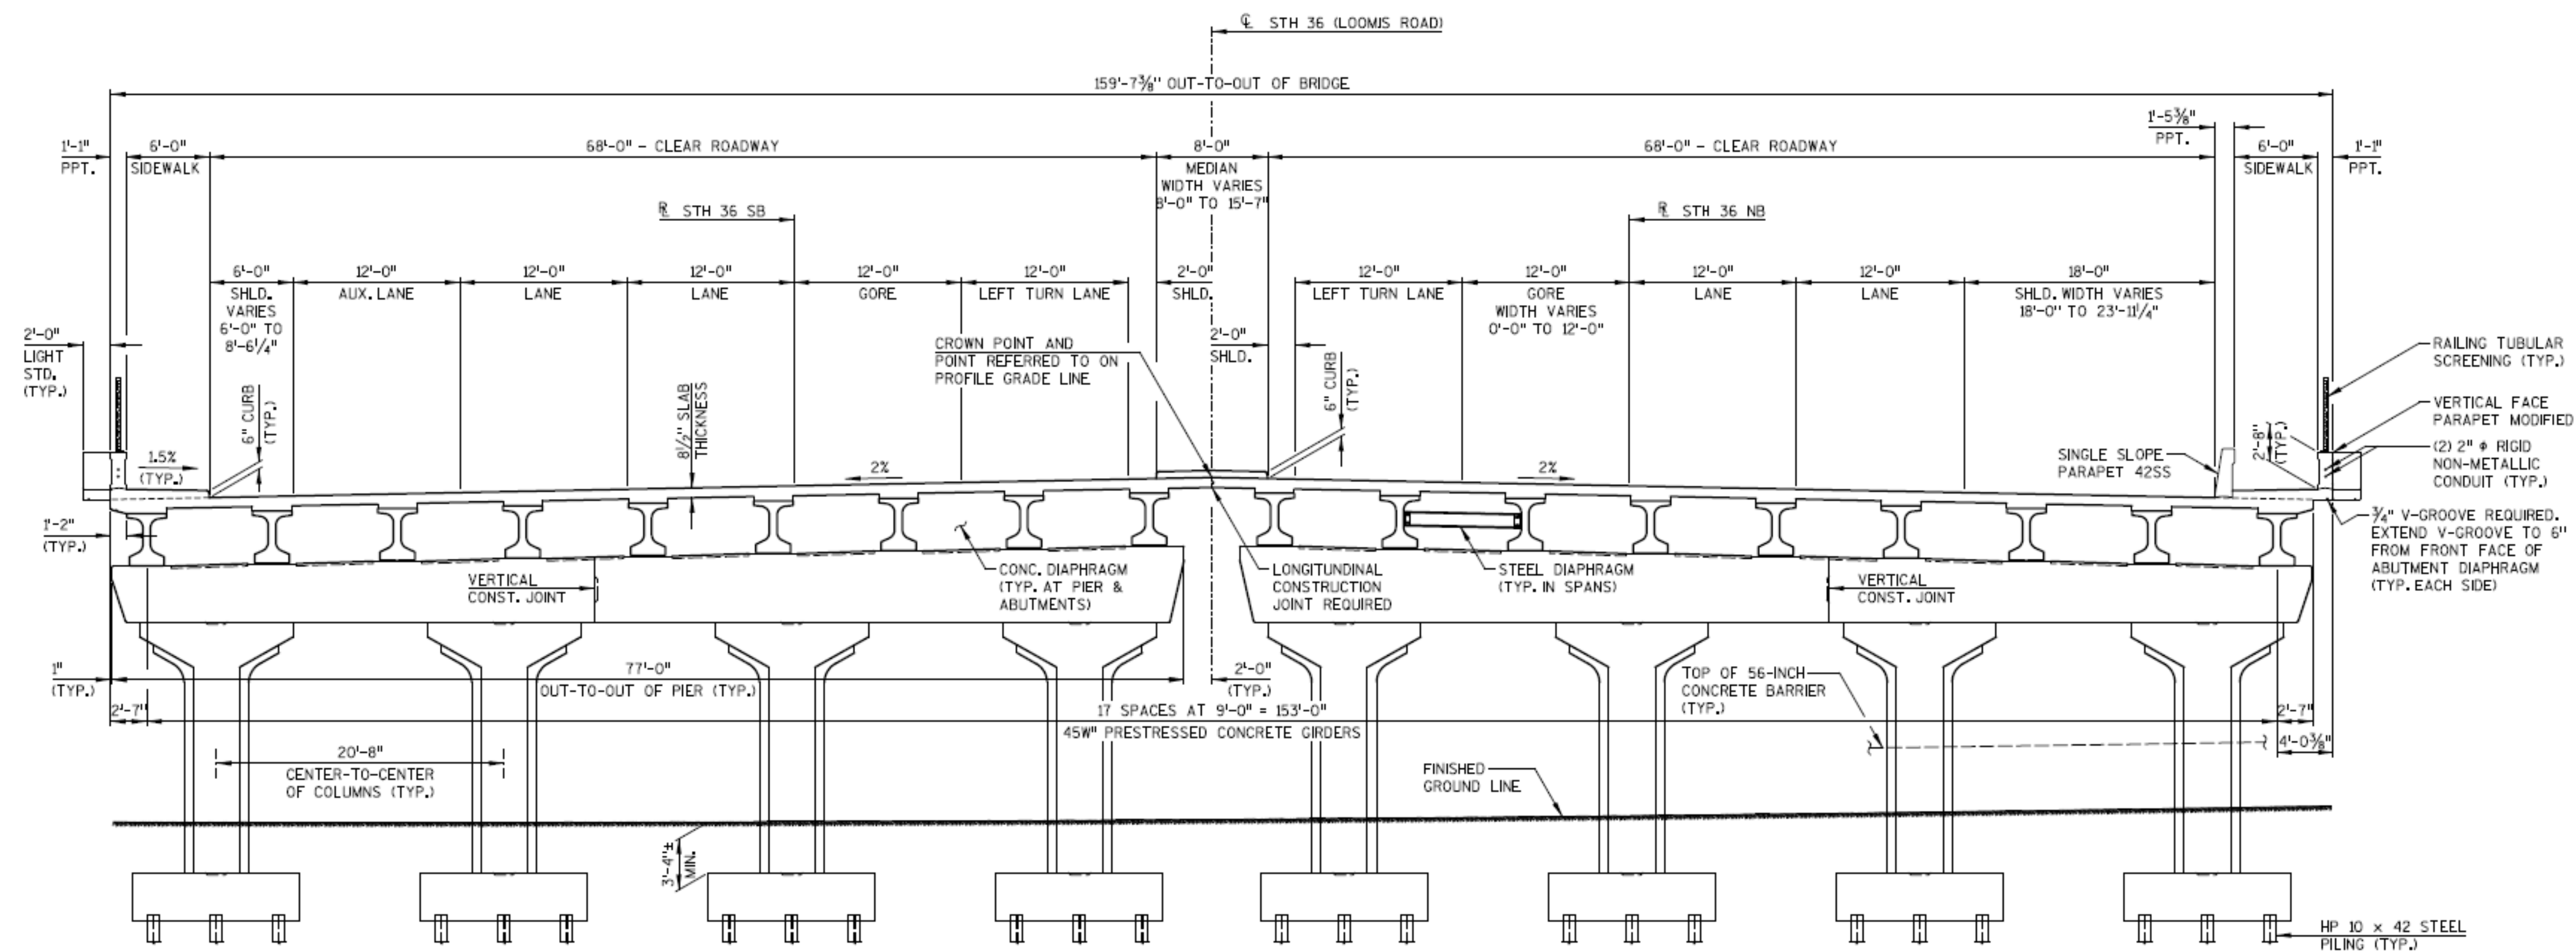 ℄ STH 36 (LOOMIS ROAD)
159'-7⅜" OUT-TO-OUT OF BRIDGE
1'-1"
PPT.
6'-0"
SIDEWALK
68'-0" - CLEAR ROADWAY
8'-0"
MEDIAN
WIDTH VARIES
8'-0" TO 15'-7"
68'-0" - CLEAR ROADWAY
1'-5⅜"
PPT.
6'-0"
SIDEWALK
1'-1"
PPT.
R STH 36 SB
R STH 36 NB
6'-0"
SHLD.
VARIES
6'-0" TO
8'-6¼"
12'-0"
AUX. LANE
12'-0"
LANE
12'-0"
LANE
12'-0"
GORE
12'-0"
LEFT TURN LANE
2'-0"
SHLD.
12'-0"
LEFT TURN LANE
12'-0"
GORE
WIDTH VARIES
0'-0" TO 12'-0"
12'-0"
LANE
12'-0"
LANE
18'-0"
SHLD. WIDTH VARIES
18'-0" TO 23'-11¼"
2'-0"
LIGHT
STD.
(TYP.)
CROWN POINT AND
POINT REFERRED TO ON
PROFILE GRADE LINE
2'-0"
SHLD.
RAILING TUBULAR
SCREENING (TYP.)
6" CURB
(TYP.)
8½" SLAB
THICKNESS
6" CURB
(TYP.)
VERTICAL FACE
PARAPET MODIFIED
1.5%
(TYP.)
2%
2%
SINGLE SLOPE
PARAPET 42SS
2'-8"
(TYP.)
(2) 2" ϕ RIGID
NON-METALLIC
CONDUIT (TYP.)
1'-2"
(TYP.)
¾" V-GROOVE REQUIRED.
EXTEND V-GROOVE TO 6"
FROM FRONT FACE OF
ABUTMENT DIAPHRAGM
(TYP. EACH SIDE)
VERTICAL
CONST. JOINT
CONC. DIAPHRAGM
(TYP. AT PIER &
ABUTMENTS)
LONGITUNDINAL
CONSTRUCTION
JOINT REQUIRED
STEEL DIAPHRAGM
(TYP. IN SPANS)
VERTICAL
CONST. JOINT
1"
(TYP.)
77'-0"
OUT-TO-OUT OF PIER (TYP.)
2'-0"
(TYP.)
TOP OF 56-INCH
CONCRETE BARRIER
(TYP.)
2'-7"
17 SPACES AT 9'-0" = 153'-0"
45W" PRESTRESSED CONCRETE GIRDERS
2'-7"
4'-0⅜"
20'-8"
CENTER-TO-CENTER
OF COLUMNS (TYP.)
FINISHED
GROUND LINE
3'-4"±
MIN.
HP 10 x 42 STEEL
PILING (TYP.)